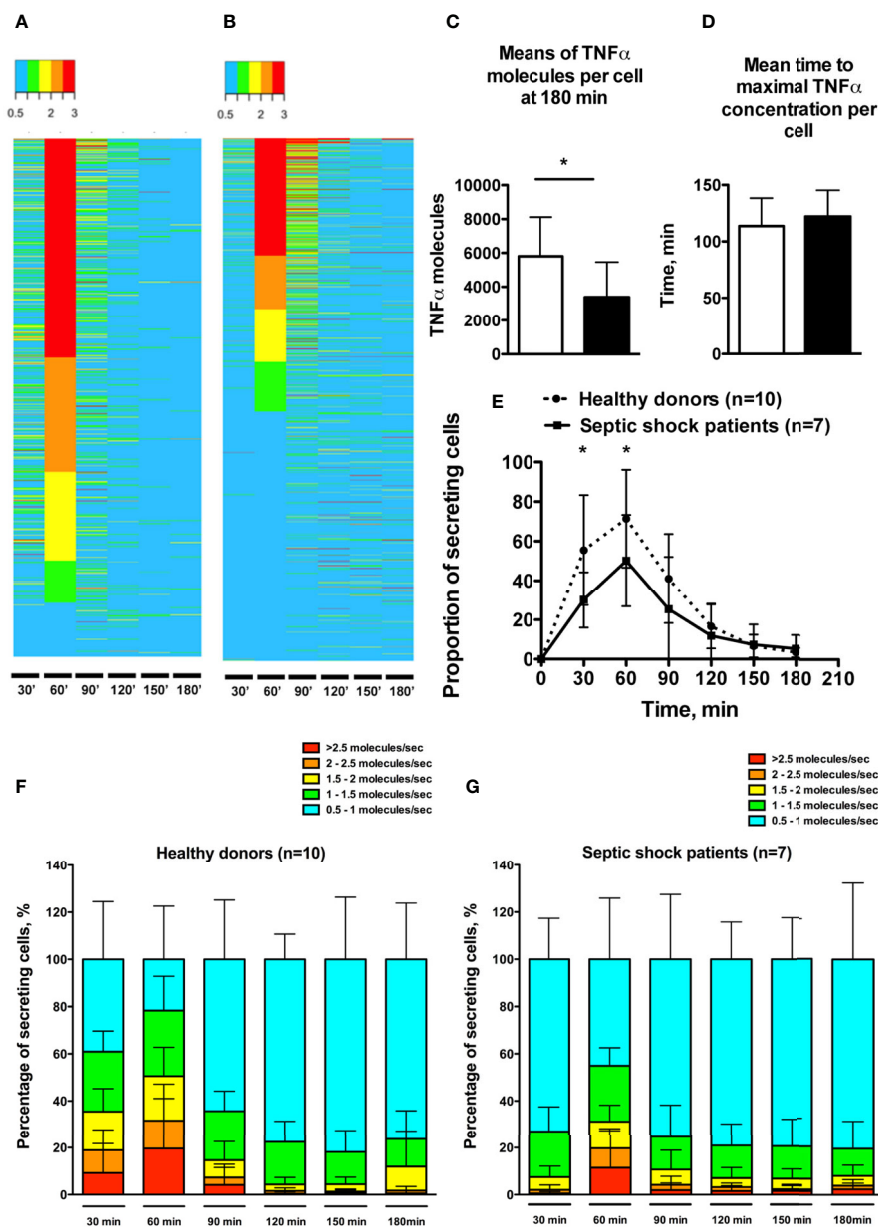 A
B
C
D
0.5 2 3
0.5 2 3
30' 60' 90' 120' 150' 180'
30' 60' 90' 120' 150' 180'
Means of TNFα
molecules per cell
at 180 min
*
10000
8000
6000
4000
2000
0
TNFα molecules
Mean time to
maximal TNFα
concentration per
cell
150
100
50
0
Time, min
E
Healthy donors (n=10)
Septic shock patients (n=7)
* *
100
80
60
40
20
0
Proportion of secreting cells
0 30 60 90 120 150 180 210
Time, min
F
>2.5 molecules/sec
2 - 2.5 molecules/sec
1.5 - 2 molecules/sec
1 - 1.5 molecules/sec
0.5 - 1 molecules/sec
Healthy donors (n=10)
140
120
100
80
60
40
20
0
Percentage of secreting cells, %
30 min 60 min 90 min 120 min 150 min 180min
G
>2.5 molecules/sec
2 - 2.5 molecules/sec
1.5 - 2 molecules/sec
1 - 1.5 molecules/sec
0.5 - 1 molecules/sec
Septic shock patients (n=7)
140
120
100
80
60
40
20
0
Percentage of secreting cells, %
30 min 60 min 90 min 120 min 150 min 180min